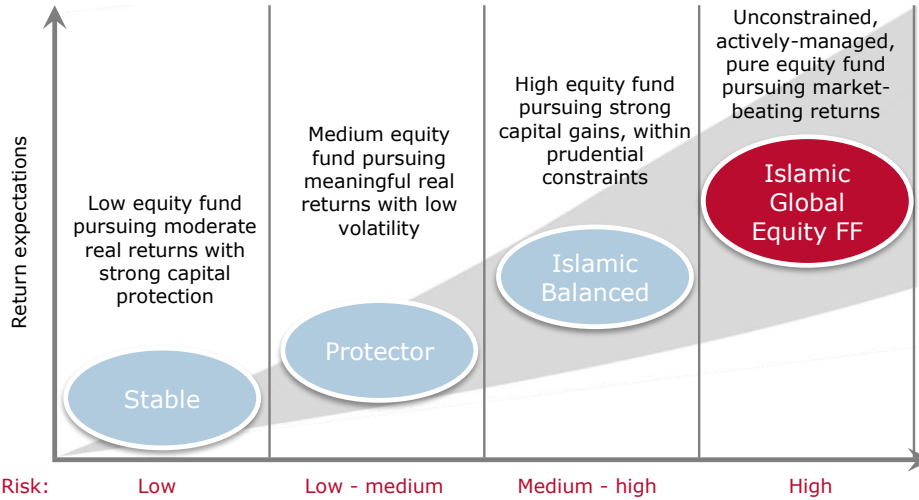 Return expectations
Low equity fund
pursuing moderate
real returns with
strong capital
protection
Stable
Medium equity
fund pursuing
meaningful real
returns with low
volatility
Protector
High equity fund
pursuing strong
capital gains, within
prudential
constraints
Islamic
Balanced
Unconstrained,
actively-managed,
pure equity fund
pursuing market-
beating returns
Islamic
Global
Equity FF
Risk:
Low
Low - medium
Medium - high
High